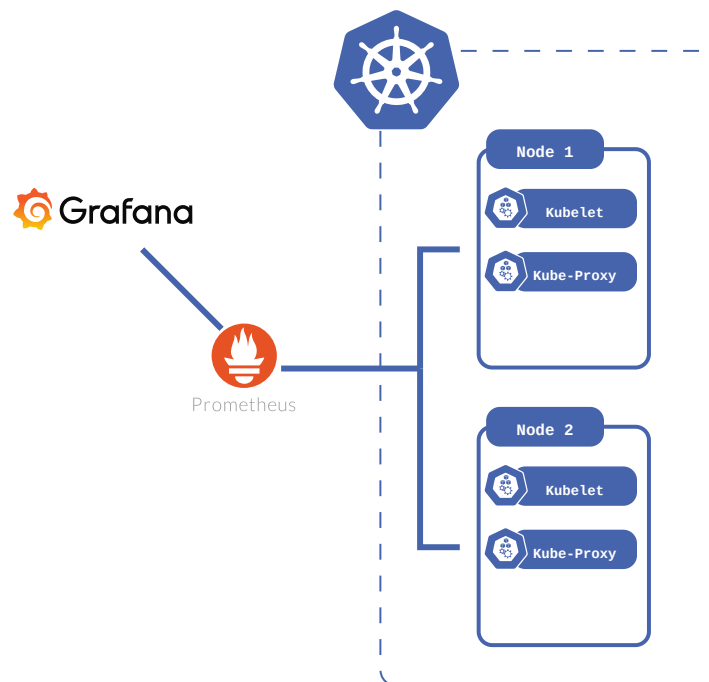 Node 1
Kubelet
Grafana
Kube-Proxy
Prometheus
Node 2
Kubelet
Kube-Proxy